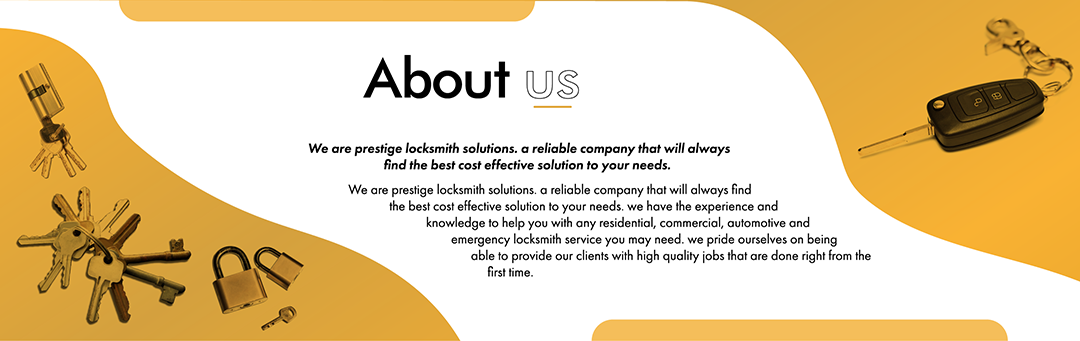 About us
We are prestige locksmith solutions. a reliable company that will always
find the best cost effective solution to your needs.
We are prestige locksmith solutions. a reliable company that will always find
the best cost effective solution to your needs. we have the experience and
knowledge to help you with any residential, commercial, automotive and
emergency locksmith service you may need. we pride ourselves on being
able to provide our clients with high quality jobs that are done right from the
first time.